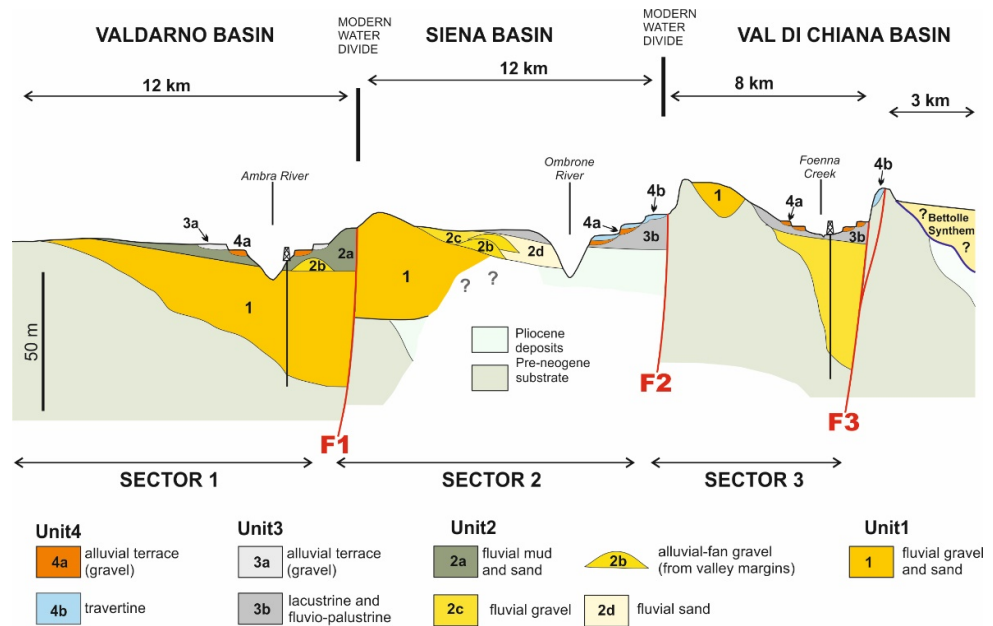 VALDARNO BASIN
MODERN
WATER
DIVIDE
SIENA BASIN
MODERN
WATER
DIVIDE
VAL DI CHIANA BASIN
12 km
12 km
8 km
3 km
Ambra River
Ombrone
River
Foenna
Creek
4b
3a
4a
2a
2b
1
1
2c
2b
2d
4a
4b
3b
1
4a
3b
?
Bettolle
Synthem
?
?
?
50 m
Pliocene
deposits
Pre-neogene
substrate
F1
F2
F3
SECTOR 1
SECTOR 2
SECTOR 3
Unit4
4a
alluvial terrace
(gravel)
4b
travertine
Unit3
3a
alluvial terrace
(gravel)
3b
lacustrine and
fluvio-palustrine
Unit2
2a
fluvial mud
and sand
2b
alluvial-fan gravel
(from valley margins)
2c
fluvial gravel
2d
fluvial sand
Unit1
1
fluvial gravel
and sand